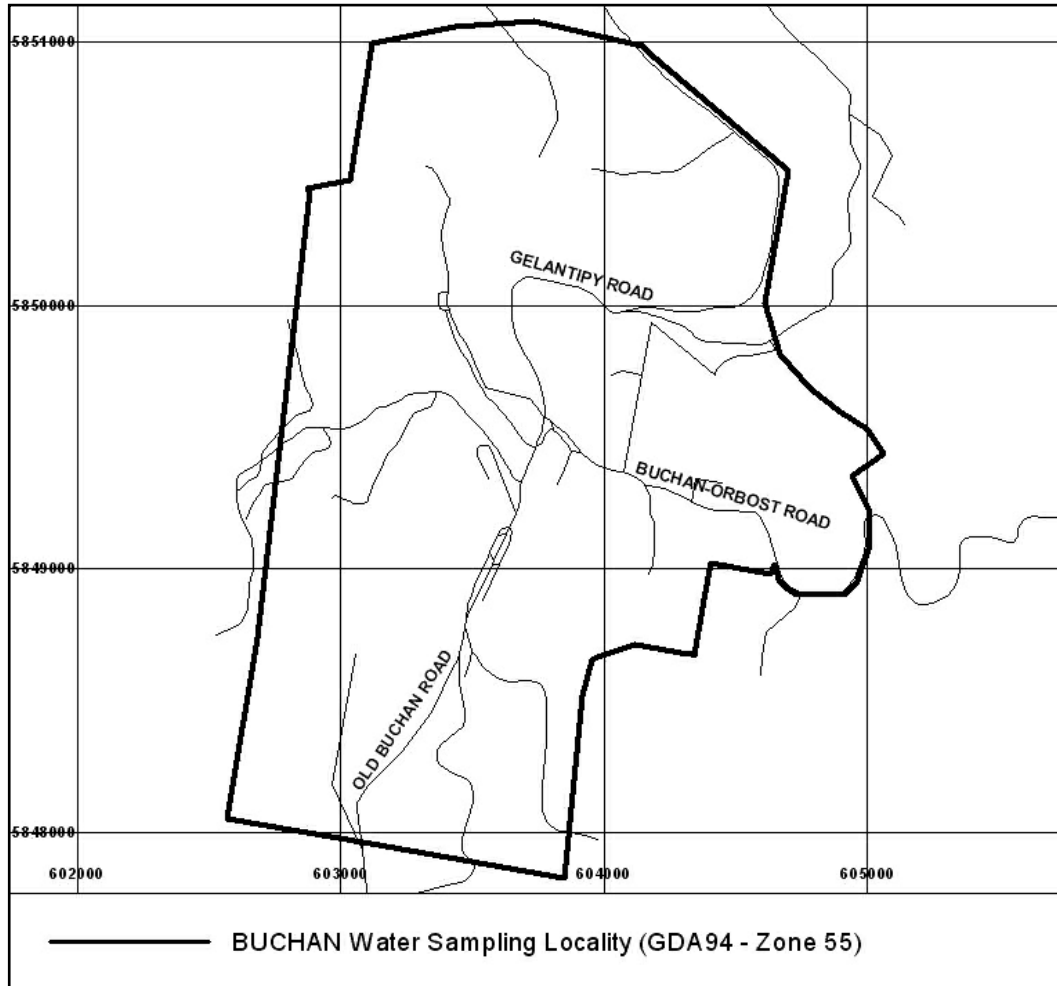 5851000
GELANTIPY ROAD
5850000
BUCHAN-ORBOST ROAD
5849000
OLD BUCHAN ROAD
5848000
602000 603000 604000 605000
BUCHAN Water Sampling Locality (GDA94 - Zone 55)